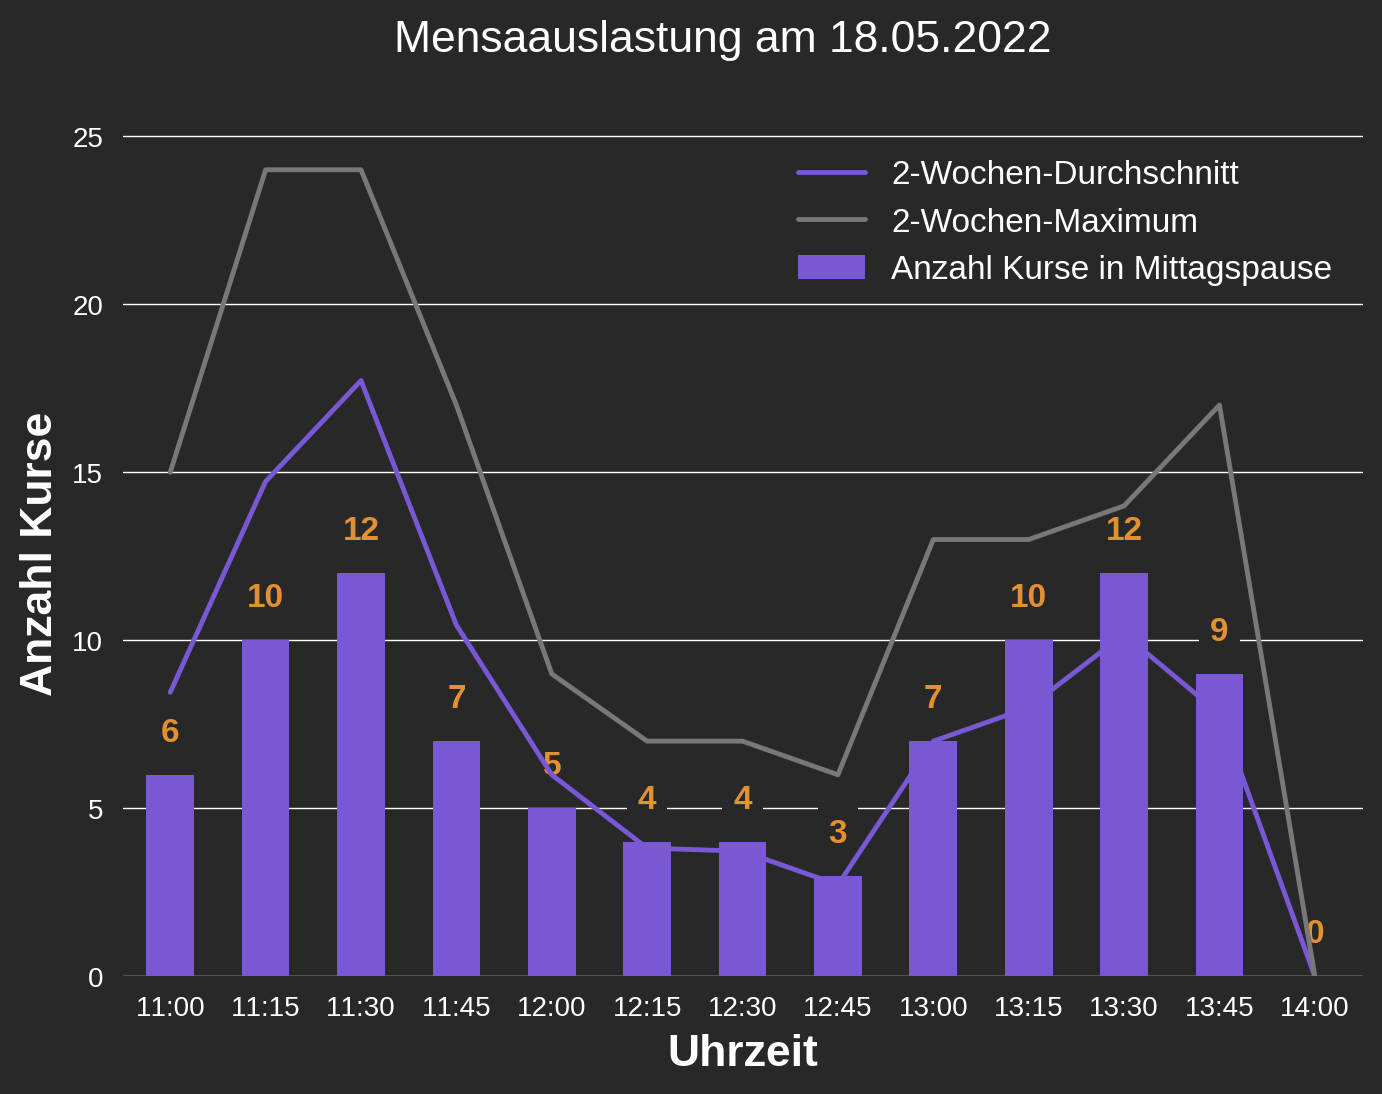 Mensaauslastung am 18.05.2022
25
20
15
10
5
0
Anzahl Kurse
2-Wochen-Durchschnitt
2-Wochen-Maximum
Anzahl Kurse in Mittagspause
6
10
12
7
5
4
4
3
7
10
12
9
0
11:00 11:15 11:30 11:45 12:00 12:15 12:30 12:45 13:00 13:15 13:30 13:45 14:00
Uhrzeit